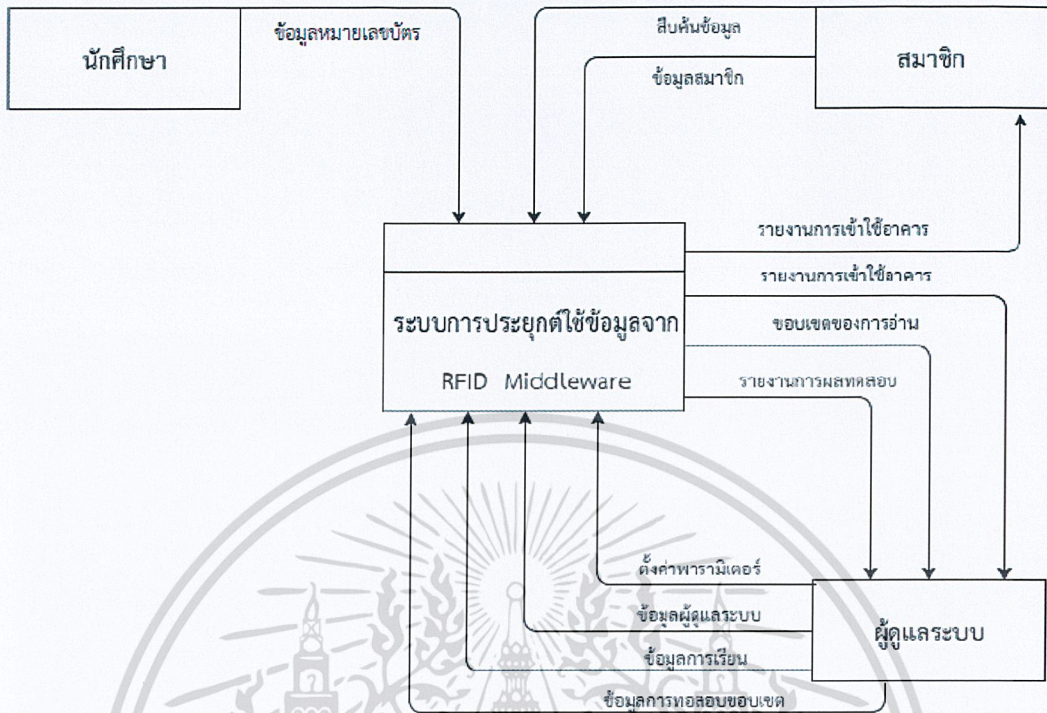 นักศึกษา
ข้อมูลหมายเลขบัตร
สืบค้นข้อมูล
ข้อมูลสมาชิก
สมาชิก
รายงานการเข้าใช้อาคาร
รายงานการเข้าใช้อาคาร
ขอบเขตของการอ่าน
รายงานการผลทดสอบ
ระบบการประยุกต์ใช้ข้อมูลจาก
RFID Middleware
ตั้งค่าพารามิเตอร์
ข้อมูลผู้ดูแลระบบ
ข้อมูลการเรียน
ข้อมูลการทอสอบขอบเขต
ผู้ดูแลระบบ